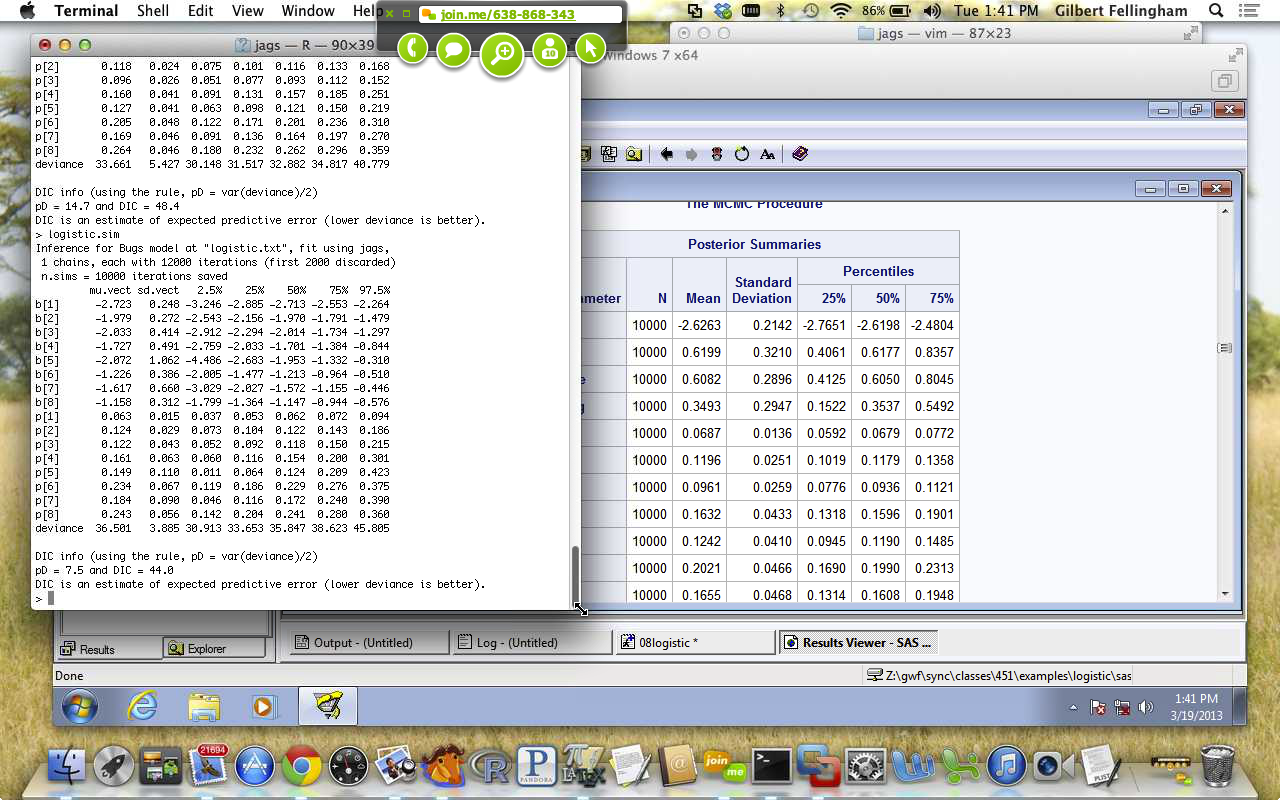 Terminal Shell Edit View Window Help
86% Tue 1:41 PM Gilbert Fellingham
join.me/638-868-343
10
jags — R — 90×39
jags — vim — 87×23
Windows 7 x64
p[2] 0.118 0.024 0.075 0.101 0.116 0.133 0.168
p[3] 0.096 0.026 0.051 0.077 0.093 0.112 0.152
p[4] 0.160 0.041 0.091 0.131 0.157 0.185 0.251
p[5] 0.127 0.041 0.063 0.098 0.121 0.150 0.219
p[6] 0.205 0.048 0.122 0.171 0.201 0.236 0.310
p[7] 0.169 0.046 0.091 0.136 0.164 0.197 0.270
p[8] 0.264 0.046 0.180 0.232 0.262 0.296 0.359
deviance 33.661 5.427 30.148 31.517 32.882 34.817 40.779
DIC info (using the rule, pD = var(deviance)/2)
pD = 14.7 and DIC = 48.4
DIC is an estimate of expected predictive error (lower deviance is better).
> logistic.sim
Inference for Bugs model at "logistic.txt", fit using jags,
1 chains, each with 12000 iterations (first 2000 discarded)
n.sims = 10000 iterations saved
mu.vect sd.vect 2.5% 25% 50% 75% 97.5%
b[1] -2.723 0.248 -3.246 -2.885 -2.713 -2.553 -2.264
b[2] -1.979 0.272 -2.543 -2.156 -1.970 -1.791 -1.479
b[3] -2.033 0.414 -2.912 -2.294 -2.014 -1.734 -1.297
b[4] -1.727 0.491 -2.759 -2.033 -1.701 -1.384 -0.844
b[5] -2.072 1.062 -4.486 -2.683 -1.953 -1.332 -0.310
b[6] -1.226 0.386 -2.005 -1.477 -1.213 -0.964 -0.510
b[7] -1.617 0.660 -3.029 -2.027 -1.572 -1.155 -0.446
b[8] -1.158 0.312 -1.799 -1.364 -1.147 -0.944 -0.576
p[1] 0.063 0.015 0.037 0.053 0.062 0.072 0.094
p[2] 0.124 0.029 0.073 0.104 0.122 0.143 0.186
p[3] 0.122 0.043 0.052 0.092 0.118 0.150 0.215
p[4] 0.161 0.063 0.060 0.116 0.154 0.200 0.301
p[5] 0.149 0.110 0.011 0.064 0.124 0.209 0.423
p[6] 0.234 0.067 0.119 0.186 0.229 0.276 0.375
p[7] 0.184 0.090 0.046 0.116 0.172 0.240 0.390
p[8] 0.243 0.056 0.142 0.204 0.241 0.280 0.360
deviance 36.501 3.885 30.913 33.653 35.847 38.623 45.805
DIC info (using the rule, pD = var(deviance)/2)
pD = 7.5 and DIC = 44.0
DIC is an estimate of expected predictive error (lower deviance is better).
>
The MCMC Procedure
Posterior Summaries
ameter N Mean Standard Deviation Percentiles
25% 50% 75%
10000 -2.6263 0.2142 -2.7651 -2.6198 -2.4804
10000 0.6199 0.3210 0.4061 0.6177 0.8357
e 10000 0.6082 0.2896 0.4125 0.6050 0.8045
g 10000 0.3493 0.2947 0.1522 0.3537 0.5492
10000 0.0687 0.0136 0.0592 0.0679 0.0772
10000 0.1196 0.0251 0.1019 0.1179 0.1358
10000 0.0961 0.0259 0.0776 0.0936 0.1121
10000 0.1632 0.0433 0.1318 0.1596 0.1901
10000 0.1242 0.0410 0.0945 0.1190 0.1485
10000 0.2021 0.0466 0.1690 0.1990 0.2313
10000 0.1655 0.0468 0.1314 0.1608 0.1948
Results Explorer Output - (Untitled) Log - (Untitled) 08logistic * Results Viewer - SAS ...
Done Z:\gwf\sync\classes\451\examples\logistic\sas
1:41 PM
3/19/2013
21694
R P PANDORA LATEX @ join me PLIST